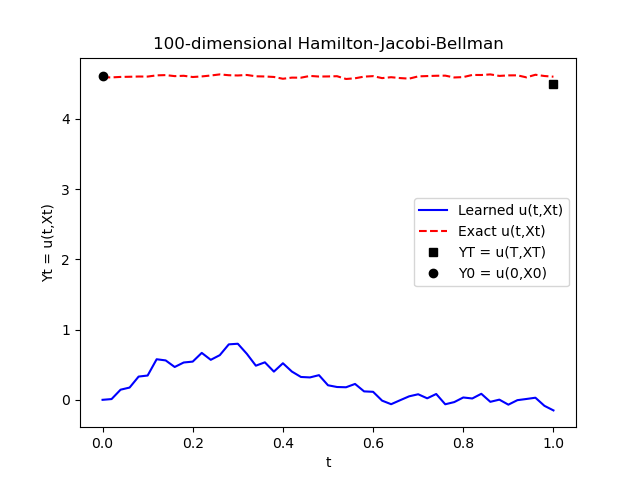 100-dimensional Hamilton-Jacobi-Bellman
Yt = u(t,Xt)
4
3
2
1
0
Learned u(t,Xt)
Exact u(t,Xt)
YT = u(T,XT)
Y0 = u(0,X0)
0.0 0.2 0.4 0.6 0.8 1.0
t